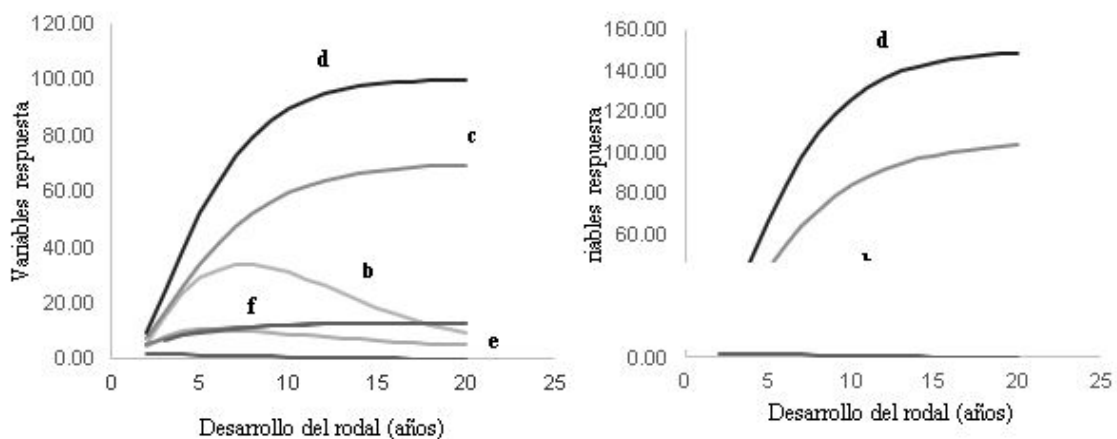 120.00
100.00
80.00
60.00
40.00
20.00
0.00
0 5 10 15 20 25
Variables respuesta
Desarrollo del rodal (años)
d
c
b
f
e
160.00
140.00
120.00
100.00
80.00
60.00
0.00
0 5 10 15 20 25
riables respuesra
Desarrollo del rodal (años)
d